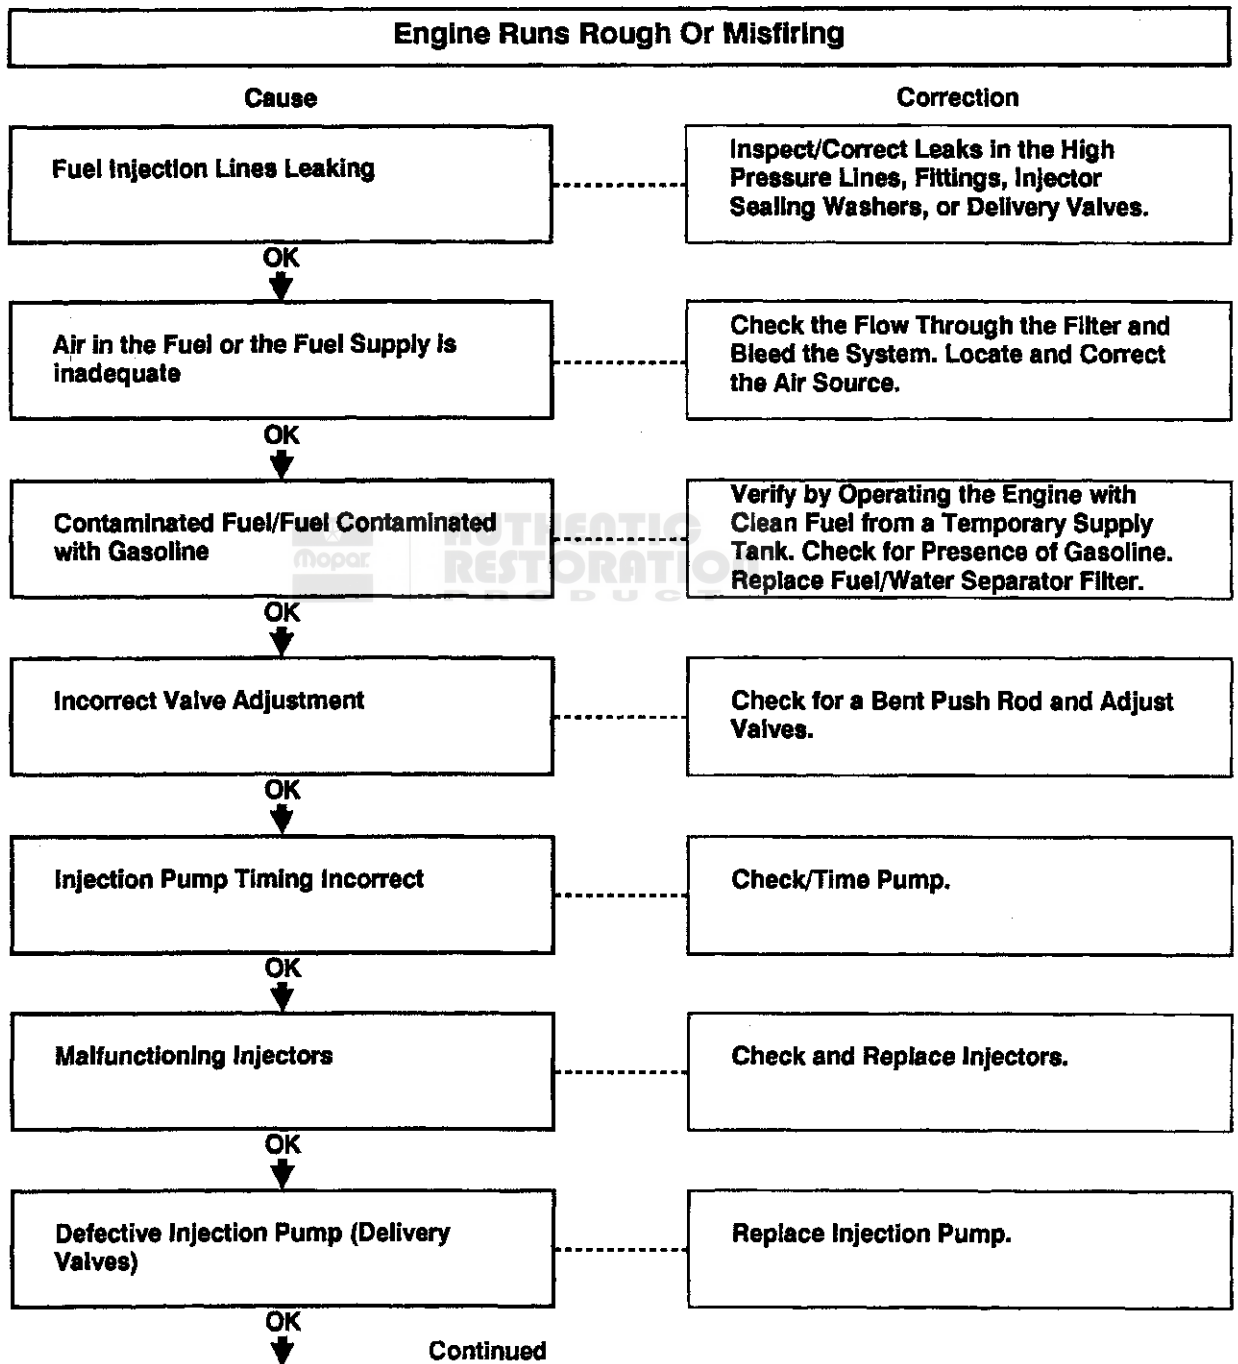 Engine Runs Rough Or Misfiring
Cause
Correction
Fuel Injection Lines Leaking
Inspect/Correct Leaks in the High
Pressure Lines, Fittings, Injector
Sealing Washers, or Delivery Valves.
OK
Air in the Fuel or the Fuel Supply is
inadequate
Check the Flow Through the Filter and
Bleed the System. Locate and Correct
the Air Source.
OK
Contaminated Fuel/Fuel Contaminated
with Gasoline
Verify by Operating the Engine with
Clean Fuel from a Temporary Supply
Tank. Check for Presence of Gasoline.
Replace Fuel/Water Separator Filter.
Mopar
AUTHENTIC
RESTORATION
PRODUCT
OK
Incorrect Valve Adjustment
Check for a Bent Push Rod and Adjust
Valves.
OK
Injection Pump Timing Incorrect
Check/Time Pump.
OK
Malfunctioning Injectors
Check and Replace Injectors.
OK
Defective Injection Pump (Delivery
Valves)
Replace Injection Pump.
OK
Continued